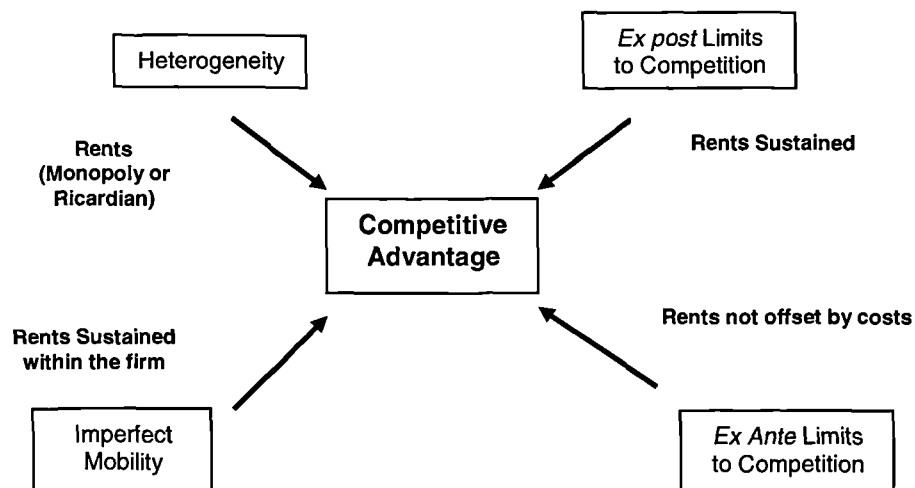 Heterogeneity
Ex post Limits
to Competition
Rents
(Monopoly or
Ricardian)
Rents Sustained
Competitive
Advantage
Rents Sustained
within the firm
Rents not offset by costs
Imperfect
Mobility
Ex Ante Limits
to Competition